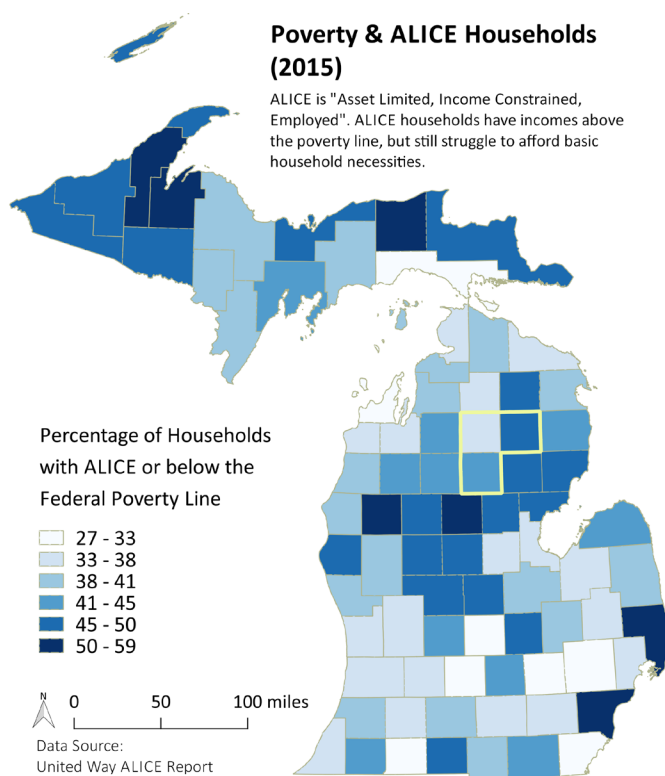 Poverty & ALICE Households
(2015)
ALICE is "Asset Limited, Income Constrained,
Employed". ALICE households have incomes above
the poverty line, but still struggle to afford basic
household necessities.
Percentage of Households
with ALICE or below the
Federal Poverty Line
27 - 33
33 - 38
38 - 41
41 - 45
45 - 50
50 - 59
N
0 50 100 miles
Data Source:
United Way ALICE Report